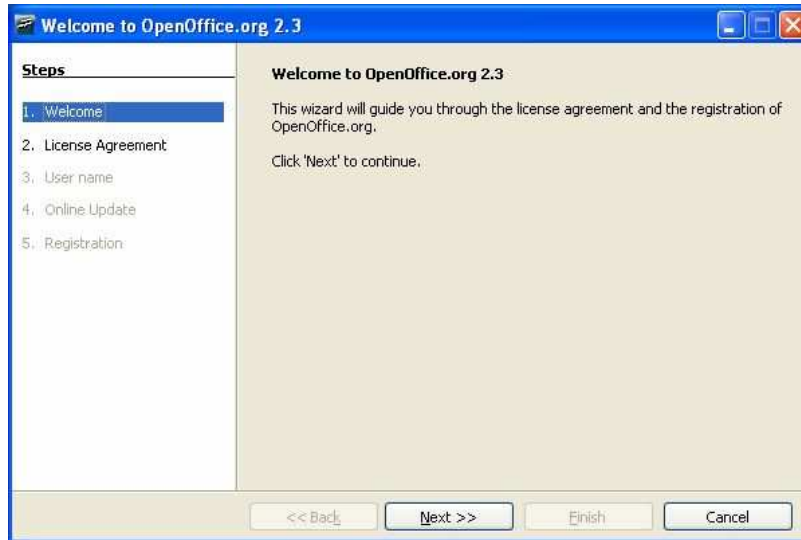 Welcome to OpenOffice.org 2.3
Steps
1. Welcome
2. License Agreement
3. User name
4. Online Update
5. Registration
Welcome to OpenOffice.org 2.3
This wizard will guide you through the license agreement and the registration of
OpenOffice.org.
Click 'Next' to continue.
<< Back
Next >>
Finish
Cancel